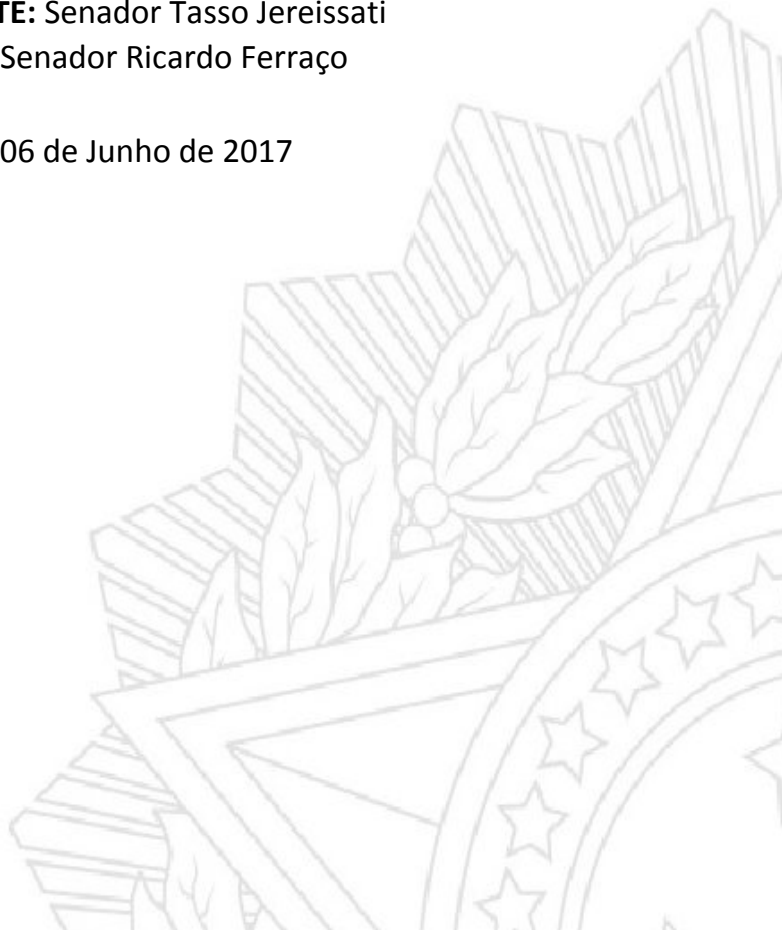 TE: Senador Tasso Jereissati
Senador Ricardo Ferraço
06 de Junho de 2017